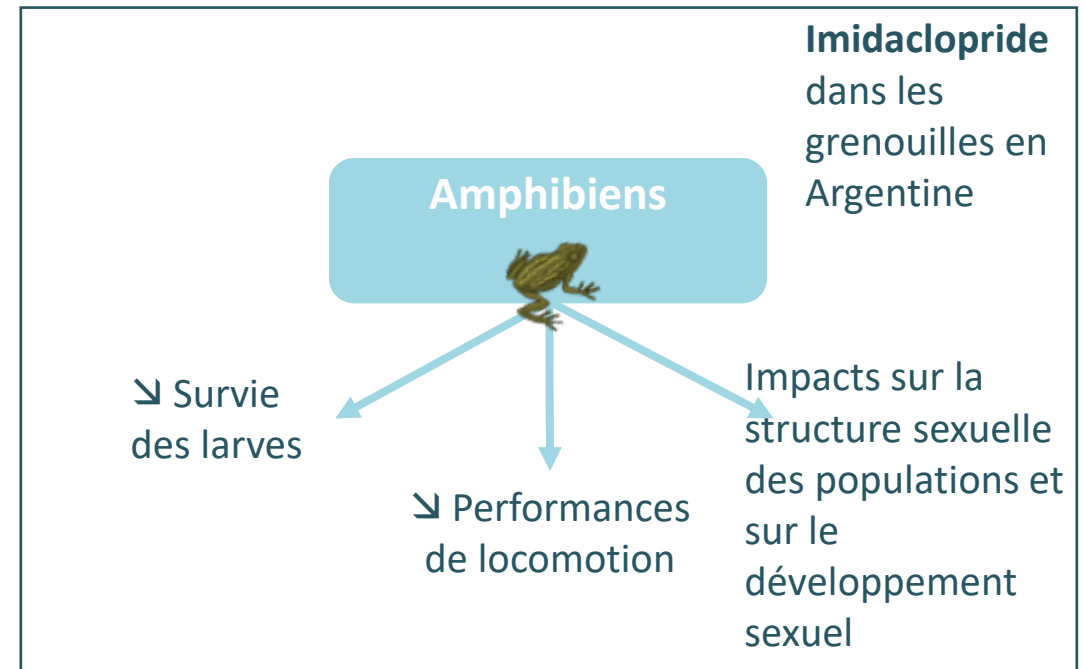 Imidaclopride
dans les
grenouilles en
Argentine
Amphibiens
↘ Survie
des larves
↘ Performances
de locomotion
Impacts sur la
structure sexuelle
des populations et
sur le
développement
sexuel